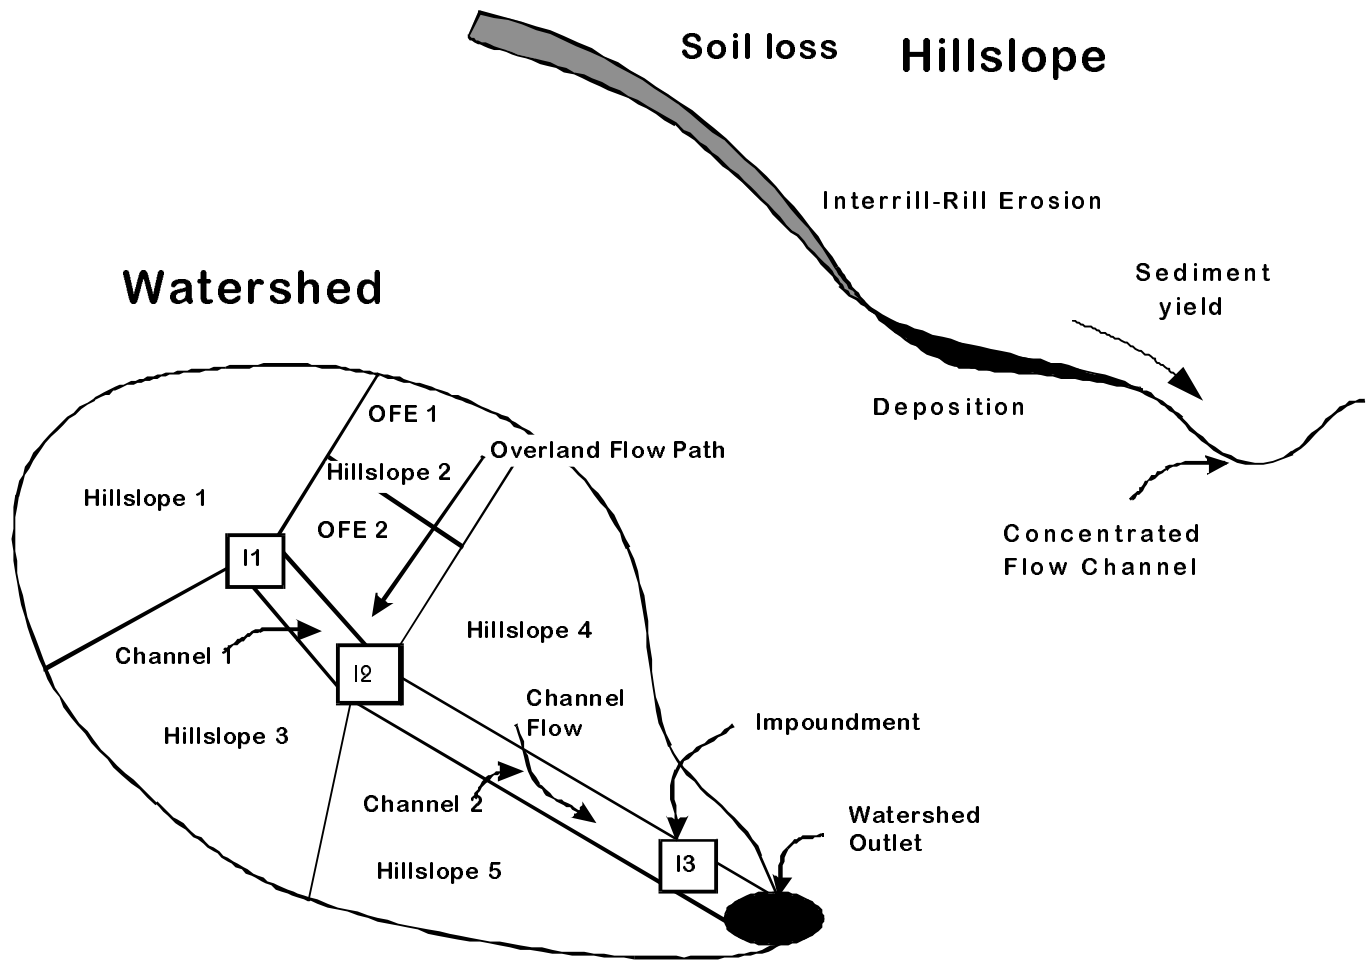 Soil loss
Hillslope
Interrill-Rill Erosion
Sediment
yield
Deposition
Concentrated
Flow Channel
Watershed
OFE 1
Overland Flow Path
Hillslope 2
Hillslope 1
OFE 2
I1
Hillslope 4
Channel 1
I2
Channel
Flow
Hillslope 3
Impoundment
Channel 2
Watershed
Outlet
I3
Hillslope 5